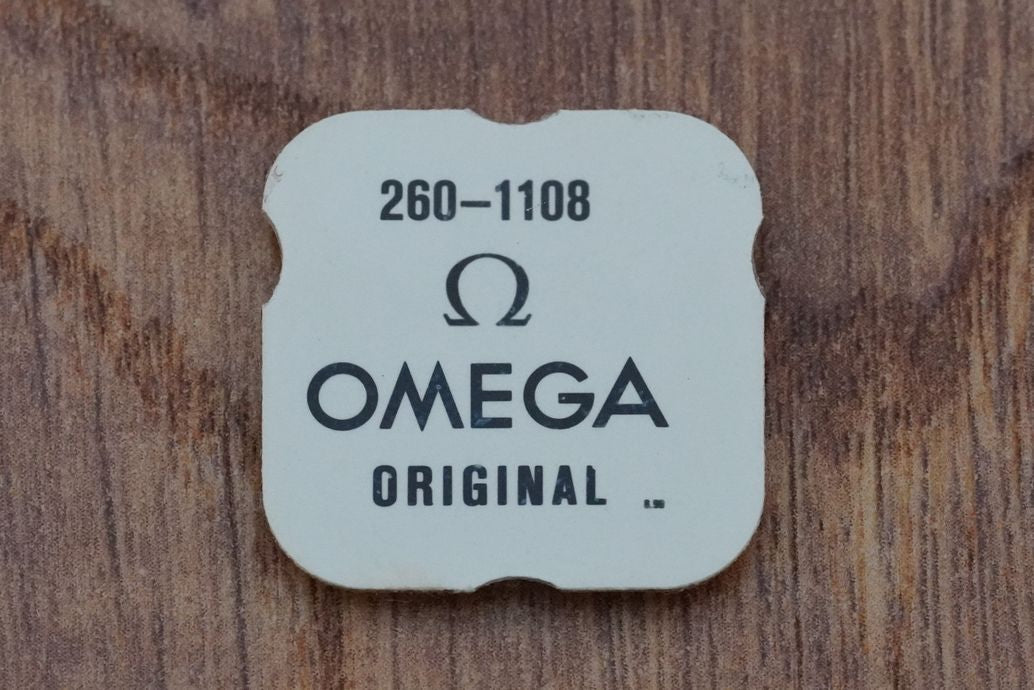 260-1108
Ω
OMEGA
ORIGINAL